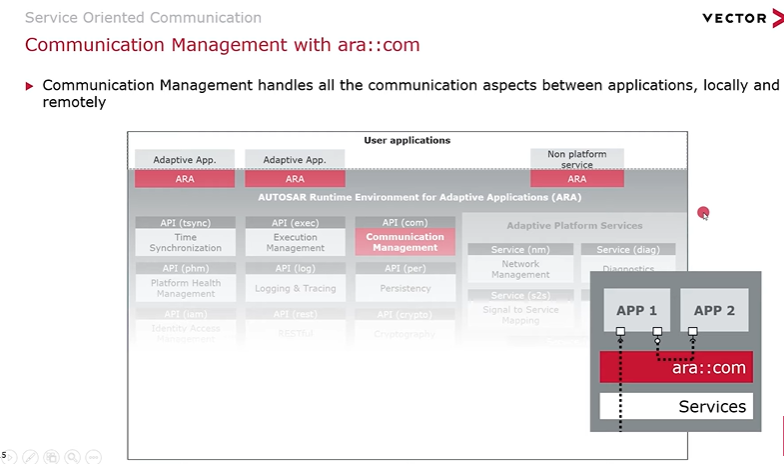 Service Oriented Communication
VECTOR
Communication Management with ara::com
Communication Management handles all the communication aspects between applications, locally and
remotely
User applications
Adaptive App.
Adaptive App.
Non platform
service
ARA
ARA
ARA
AUTOSAR Runtime Environment for Adaptive Applications (ARA)
API (tsync)
Time
Synchronization
API (exec)
Execution
Management
API (com)
Communication
Management
Adaptive Platform Services
Service (nm)
Network
Management
Service (diag)
Diagnostics
API (phm)
Platform Health
Management
API (log)
Logging & Tracing
API (per)
Persistency
Service (s2s)
Signal to Service
Mapping
API (iam)
Identity Access
Management
API (rest)
RESTful
API (crypto)
Cryptography
APP 1
APP 2
ara::com
Services
5